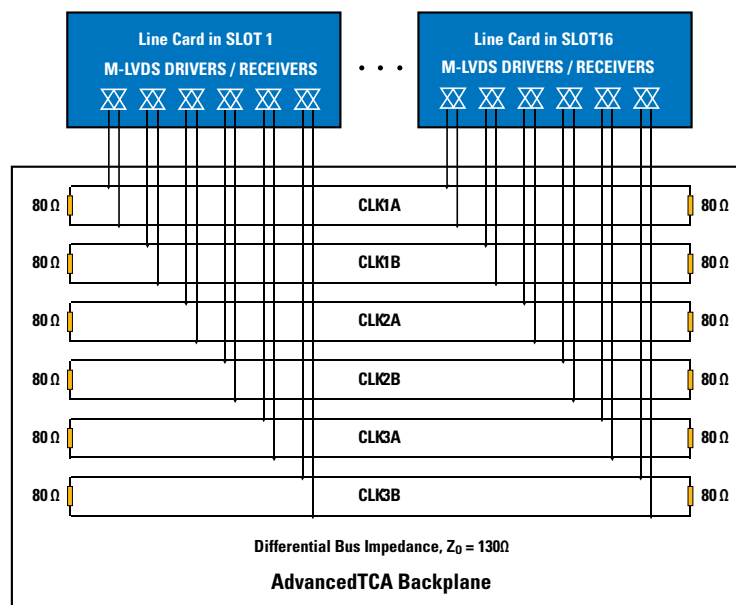 Line Card in SLOT 1
M-LVDS DRIVERS / RECEIVERS
Line Card in SLOT16
M-LVDS DRIVERS / RECEIVERS
80 Ω CLK1A 80 Ω
80 Ω CLK1B 80 Ω
80 Ω CLK2A 80 Ω
80 Ω CLK2B 80 Ω
80 Ω CLK3A 80 Ω
80 Ω CLK3B 80 Ω
Differential Bus Impedance, Z₀ = 130Ω
AdvancedTCA Backplane